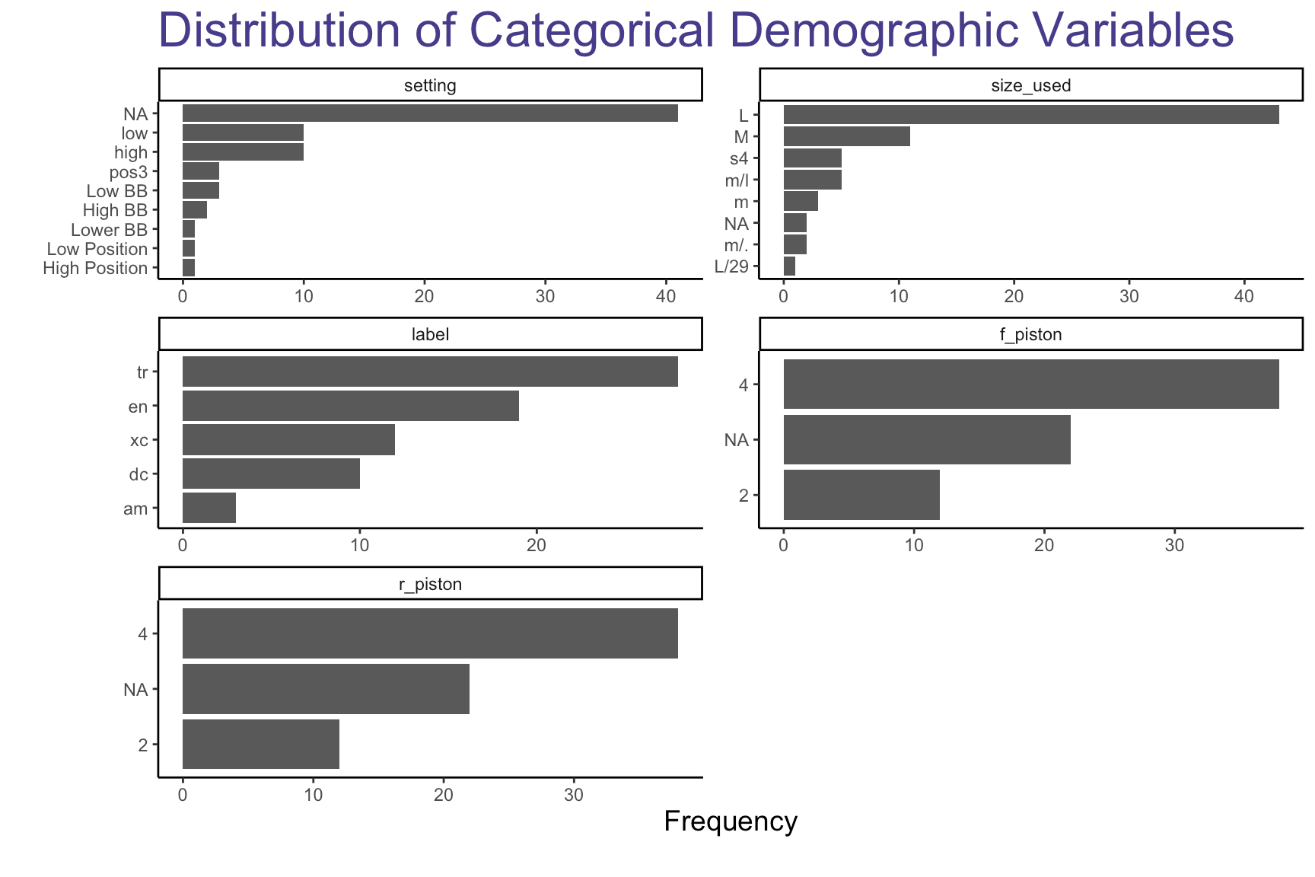 Distribution of Categorical Demographic Variables
setting
NA
low
high
pos3
Low BB
High BB
Lower BB
Low Position
High Position
0 10 20 30 40
size_used
L
M
s4
m/l
m
NA
m/.
L/29
0 10 20 30 40
label
tr
en
xc
dc
am
0 10 20
f_piston
4
NA
2
0 10 20 30
r_piston
4
NA
2
0 10 20 30
Frequency